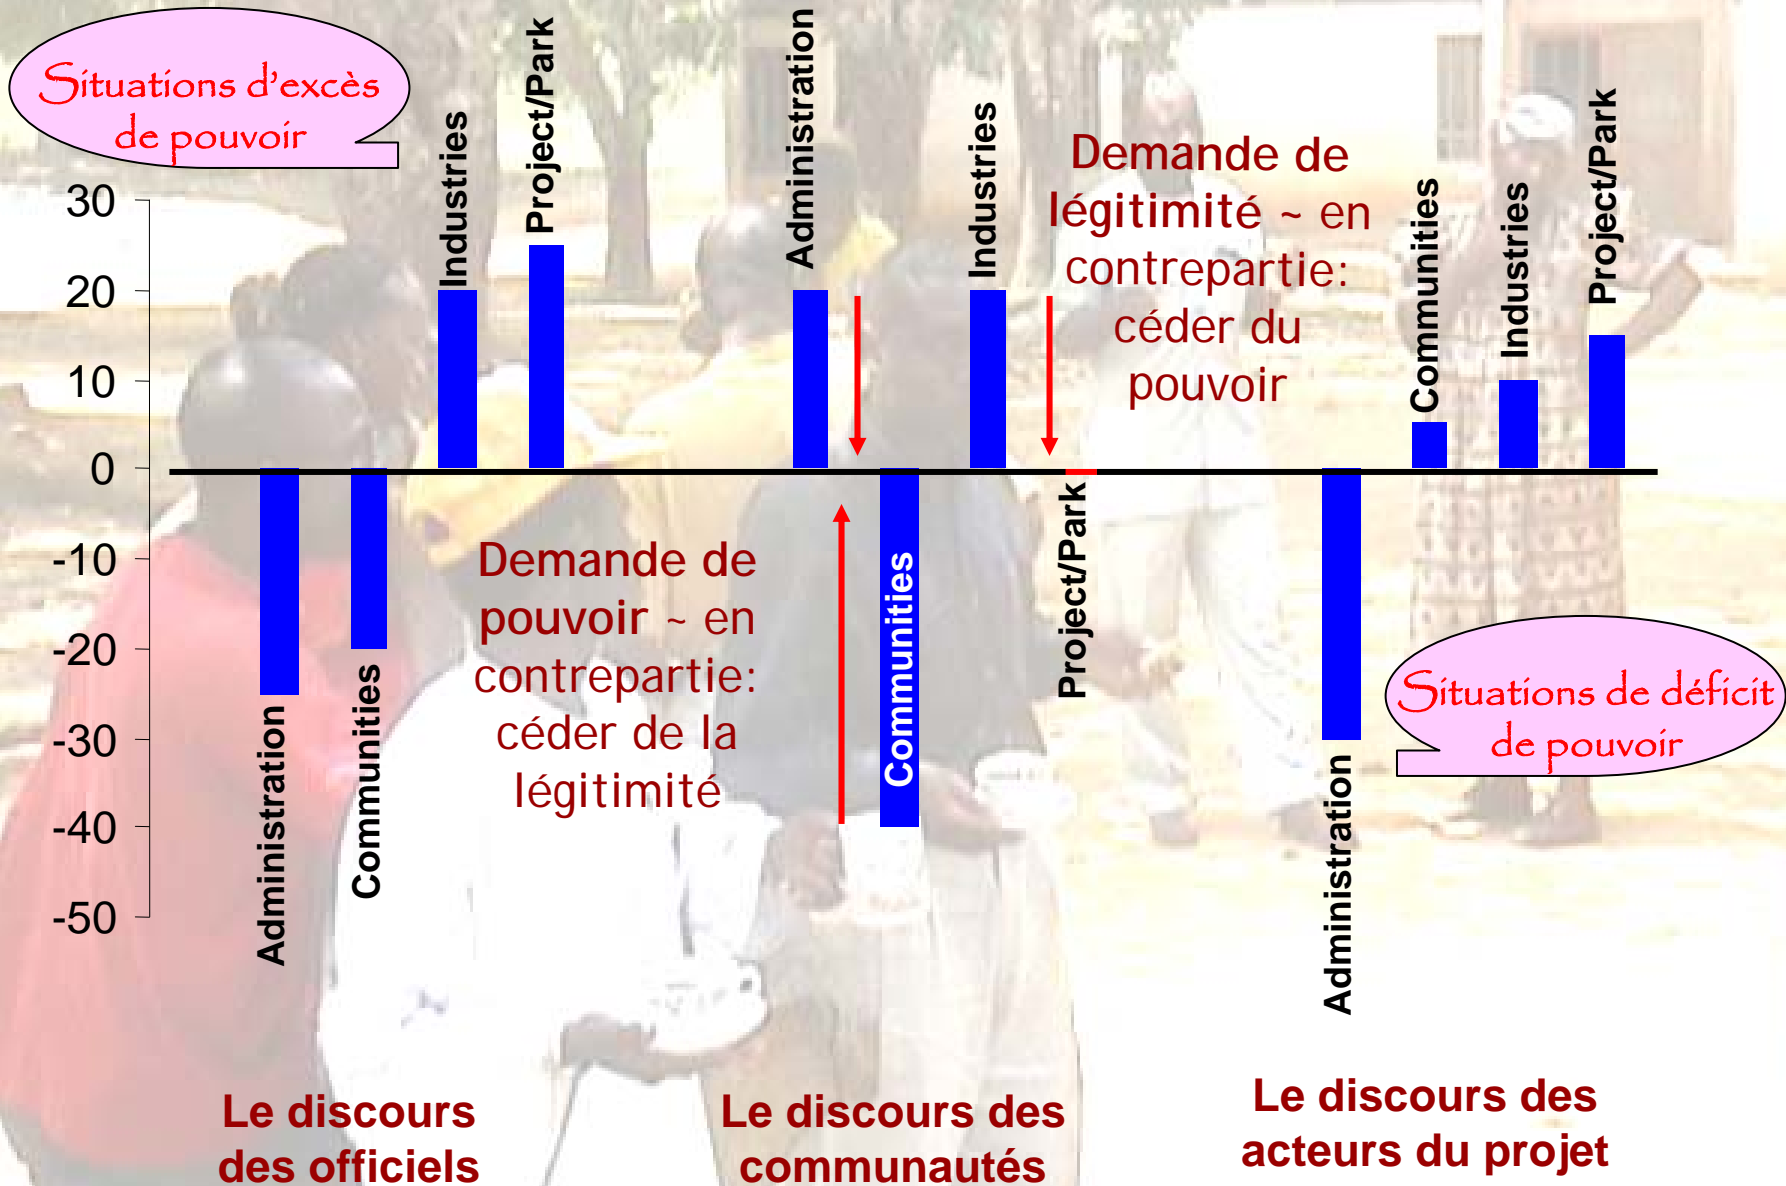 Situations d'excès
de pouvoir
30
20
10
0
-10
-20
-30
-40
-50
Administration
Communities
Industries
Project/Park
Administration
Communities
Industries
Project/Park
Administration
Communities
Industries
Project/Park
Demande de
légitimité ~ en
contrepartie:
céder du
pouvoir
Demande de
pouvoir ~ en
contrepartie:
céder de la
légitimité
Situations de déficit
de pouvoir
Le discours
des officiels
Le discours des
communautés
Le discours des
acteurs du projet